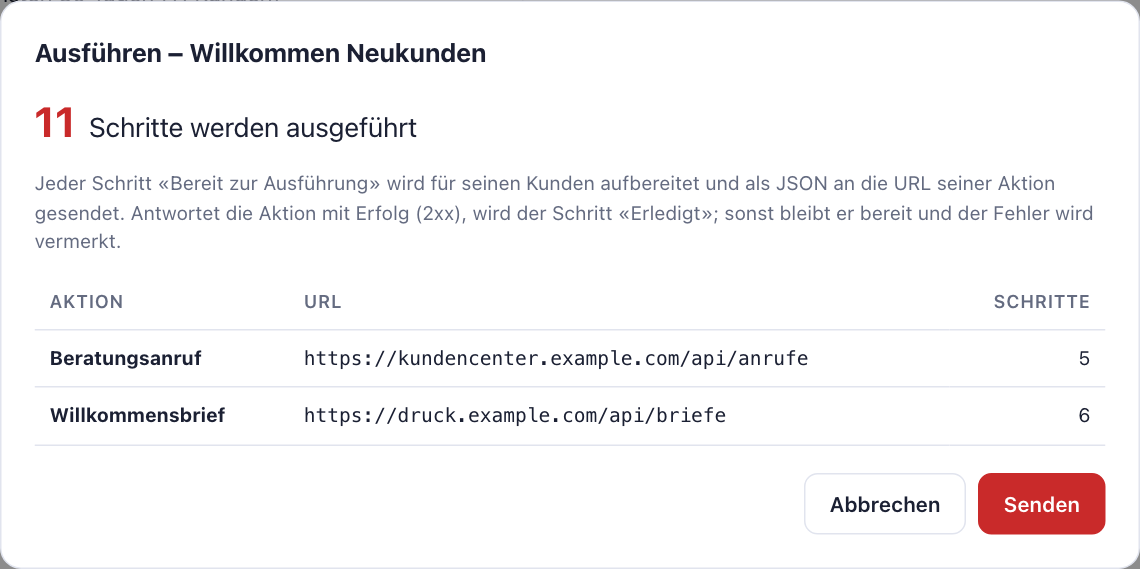 Ausführen – Willkommen Neukunden
11 Schritte werden ausgeführt
Jeder Schritt «Bereit zur Ausführung» wird für seinen Kunden aufbereitet und als JSON an die URL seiner Aktion
gesendet. Antwortet die Aktion mit Erfolg (2xx), wird der Schritt «Erledigt»; sonst bleibt er bereit und der Fehler wird
vermerkt.
AKTION URL SCHRITTE
Beratungsanruf https://kundencenter.example.com/api/anrufe 5
Willkommensbrief https://druck.example.com/api/briefe 6
Abbrechen Senden